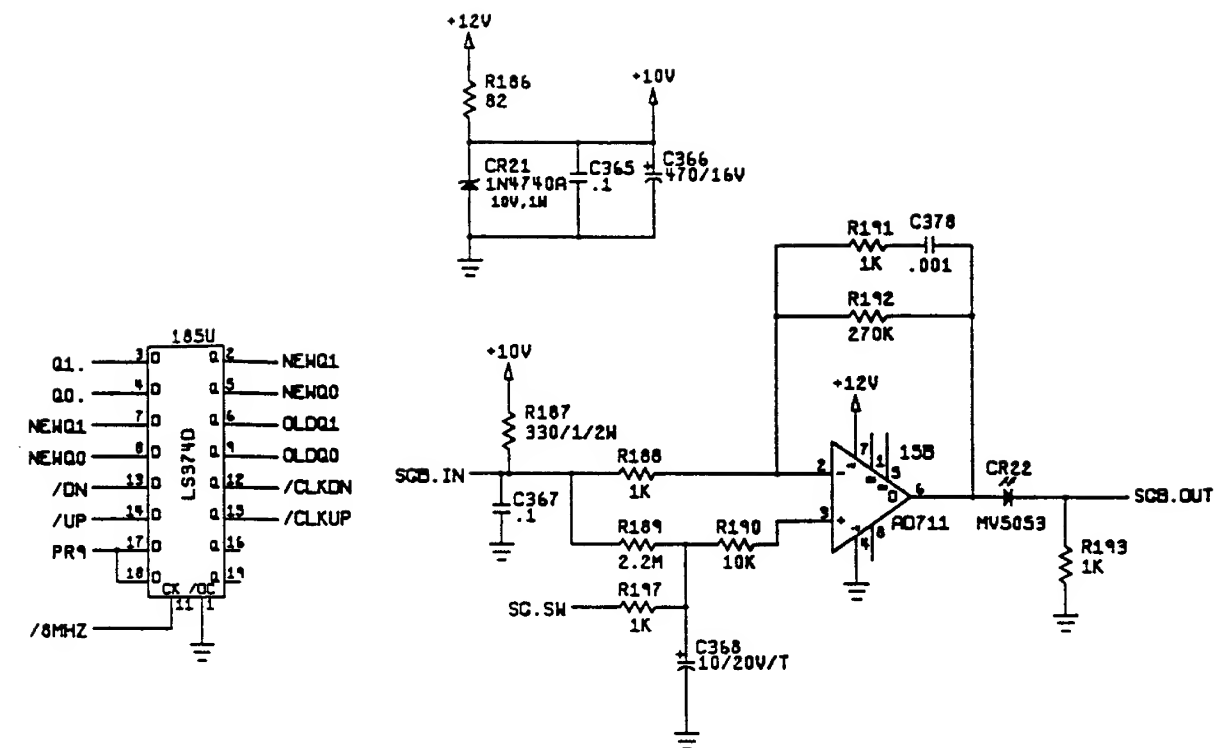 +12V
R186
82
+10V
CR21
1N4740A
10V,1W
C365
.1
+
C366
470/16V
R191
1K
C378
.001
R192
270K
185U
Q1. 3 D Q 2 NEWQ1
Q0. 4 D Q 5 NEWQ0
NEWQ1 7 D Q 6 OLDQ1
NEWQ0 8 D Q 9 OLDQ0
/DN 13 D Q 12 /CLKDN
/UP 14 D Q 15 /CLKUP
PR9 17 D Q 16
18 D Q 19
LS374D
CK /OC
11 1
/8MHZ
+10V
R187
330/1/2W
SGB.IN
C367
.1
R188
1K
R189
2.2M
R190
10K
SG.SW
R197
1K
+
C368
10/20V/T
+12V
7 1 5
15B
2 -
3 +
6
4 8
AD711
CR22
MV5053
SGB.OUT
R193
1K